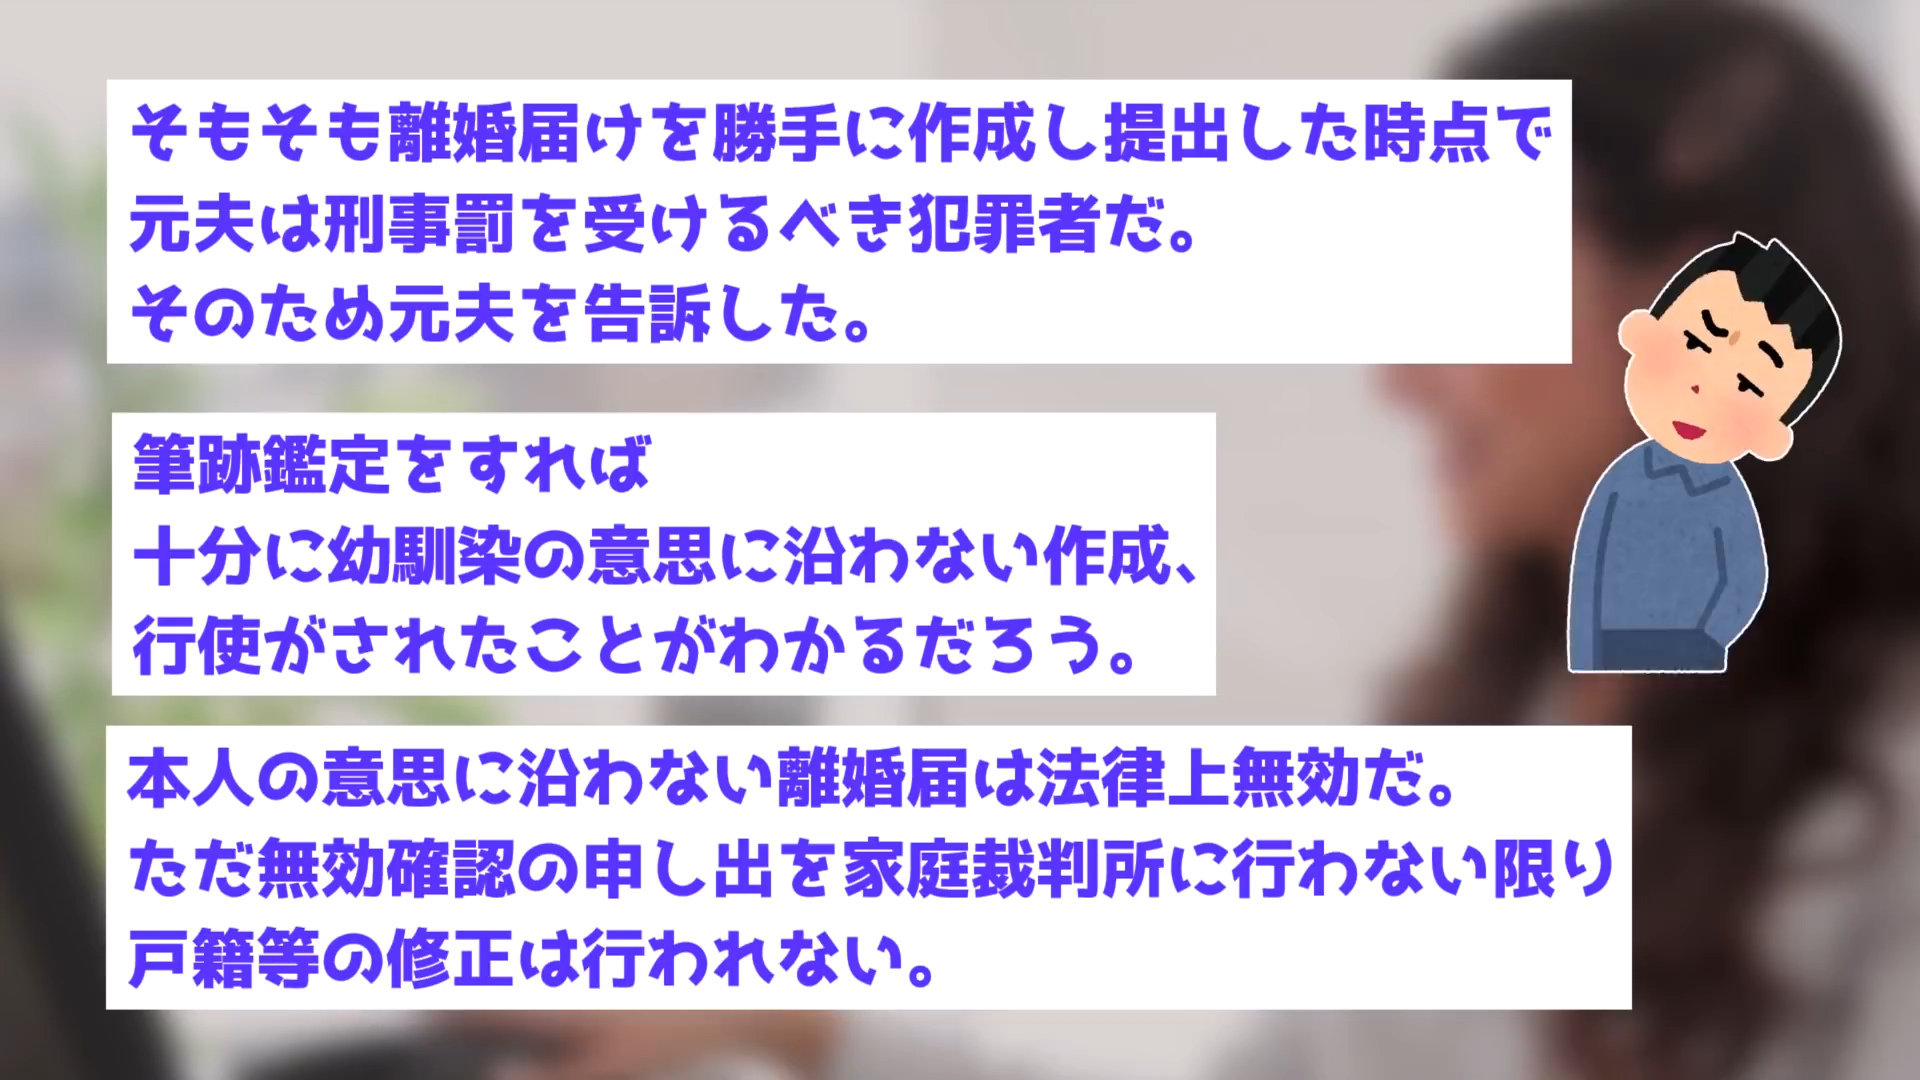 そもそも離婚届けを勝手に作成し提出した時点で
元夫は刑事罰を受けるべき犯罪者だ。
そのため元夫を告訴した。
筆跡鑑定をすれば
十分に幼馴染の意思に沿わない作成、
行使がされたことがわかるだろう。
本人の意思に沿わない離婚届は法律上無効だ。
ただ無効確認の申し出を家庭裁判所に行わない限り
戸籍等の修正は行われない。